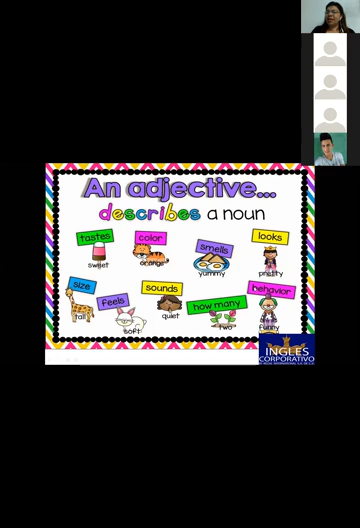 An adjective...
describes a noun
tastes
color
smells
looks
sweet
orange
yummy
pretty
size
feels
sounds
how many
behavior
tall
soft
quiet
two
funny
INGLES
CORPORATIVO